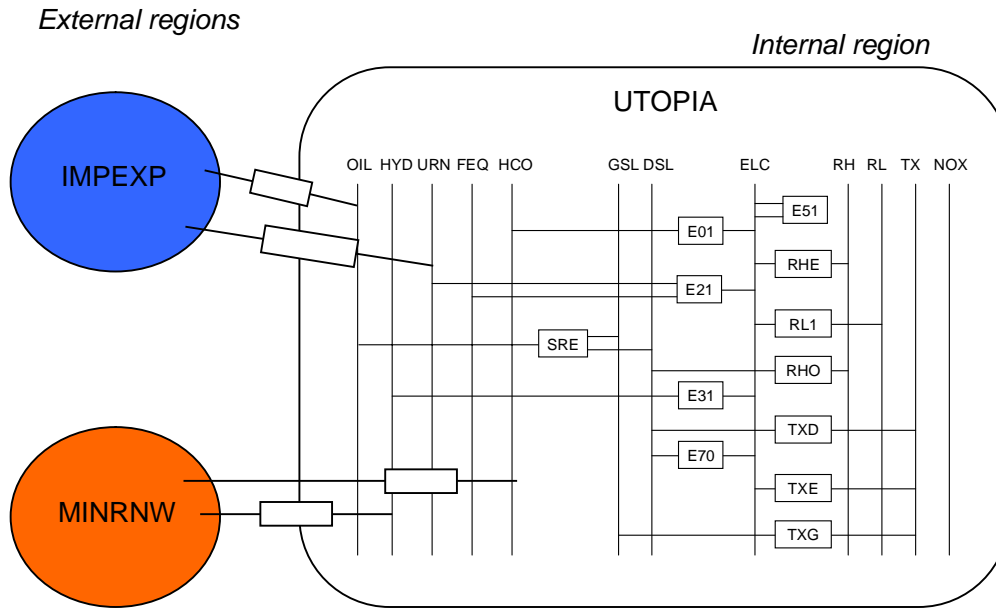 External regions
Internal region
UTOPIA
IMPEXP
OIL HYD URN FEQ HCO GSL DSL ELC RH RL TX NOX
E51
E01
RHE
E21
RL1
SRE
RHO
E31
TXD
E70
TXE
MINRNW
TXG